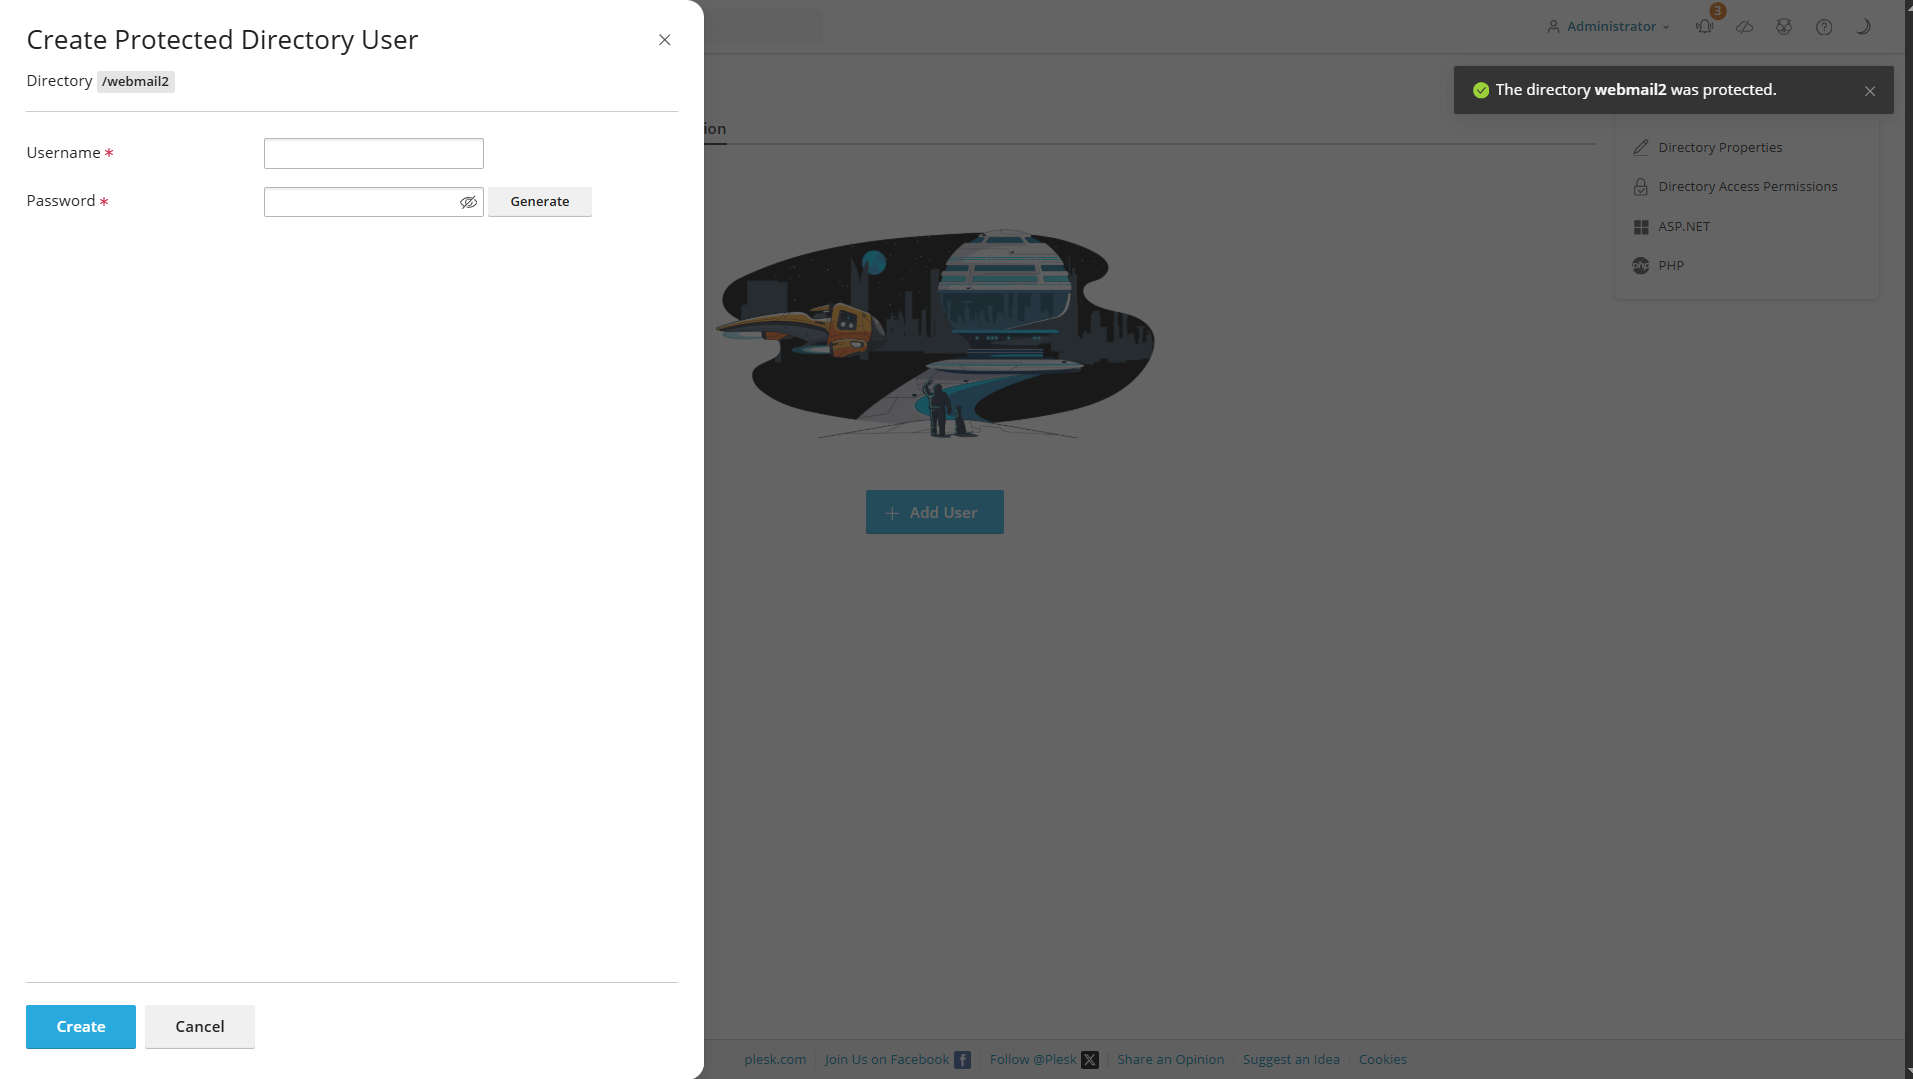 Create Protected Directory User
Directory /webmail2
Username *
Password *
Generate
Create
Cancel
Administrator
3
The directory webmail2 was protected.
ion
Directory Properties
Directory Access Permissions
ASP.NET
php PHP
Add User
plesk.com
Join Us on Facebook f
Follow @Plesk X
Share an Opinion
Suggest an Idea
Cookies